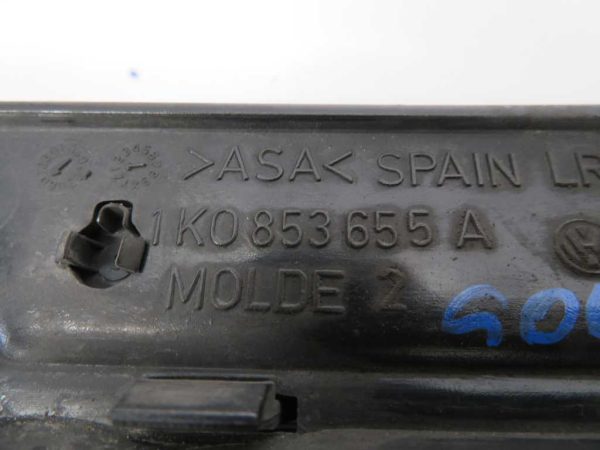 >ASA< SPAIN LR
1K0 853 655 A
MOLDE 2